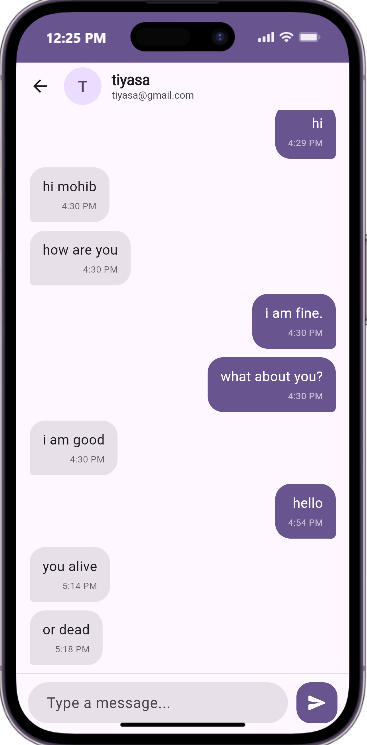 12:25 PM
T
tiyasa
tiyasa@gmail.com
hi
4:29 PM
hi mohib
4:30 PM
how are you
4:30 PM
i am fine.
4:30 PM
what about you?
4:30 PM
i am good
4:30 PM
hello
4:54 PM
you alive
5:14 PM
or dead
5:18 PM
Type a message...